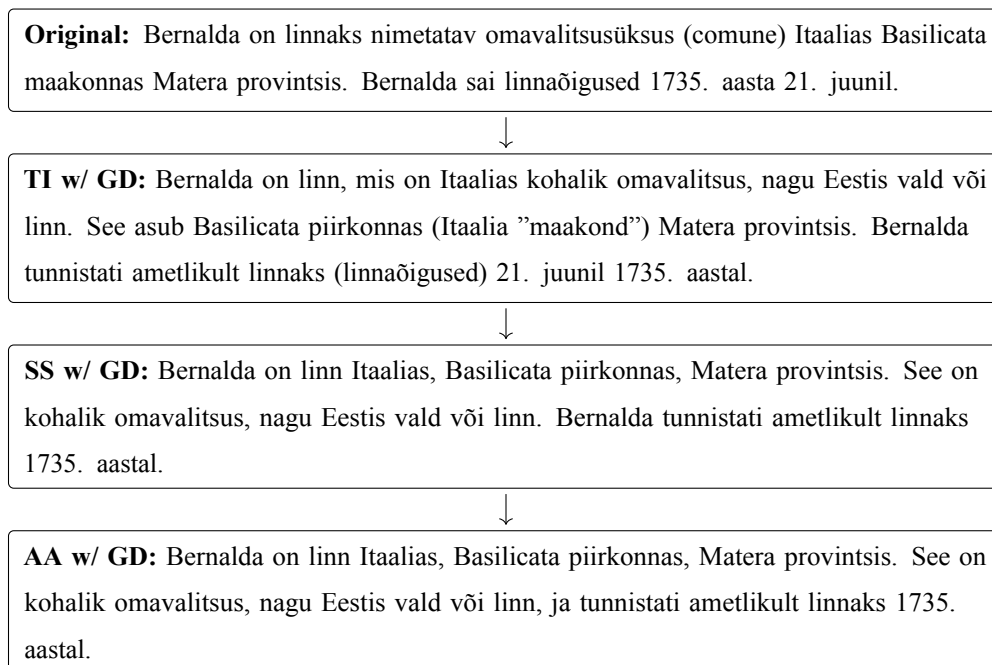 Original: Bernalda on linnaks nimetatav omavalitsusüksus (comune) Itaalias Basilicata
maakonnas Matera provintsis. Bernalda sai linnaõigused 1735. aasta 21. juunil.
↓
TI w/ GD: Bernalda on linn, mis on Itaalias kohalik omavalitsus, nagu Eestis vald või
linn. See asub Basilicata piirkonnas (Itaalia ”maakond”) Matera provintsis. Bernalda
tunnistati ametlikult linnaks (linnaõigused) 21. juunil 1735. aastal.
↓
SS w/ GD: Bernalda on linn Itaalias, Basilicata piirkonnas, Matera provintsis. See on
kohalik omavalitsus, nagu Eestis vald või linn. Bernalda tunnistati ametlikult linnaks
1735. aastal.
↓
AA w/ GD: Bernalda on linn Itaalias, Basilicata piirkonnas, Matera provintsis. See on
kohalik omavalitsus, nagu Eestis vald või linn, ja tunnistati ametlikult linnaks 1735.
aastal.